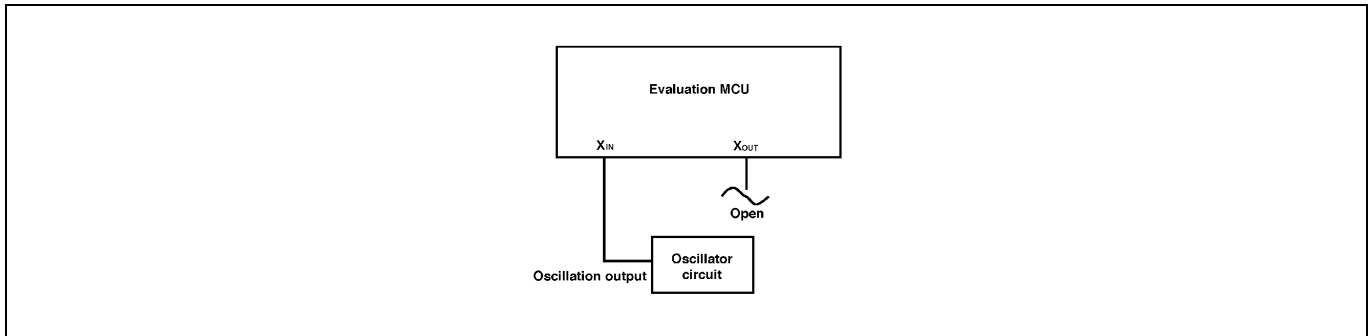 Evaluation MCU
XIN
XOUT
Open
Oscillator
circuit
Oscillation output